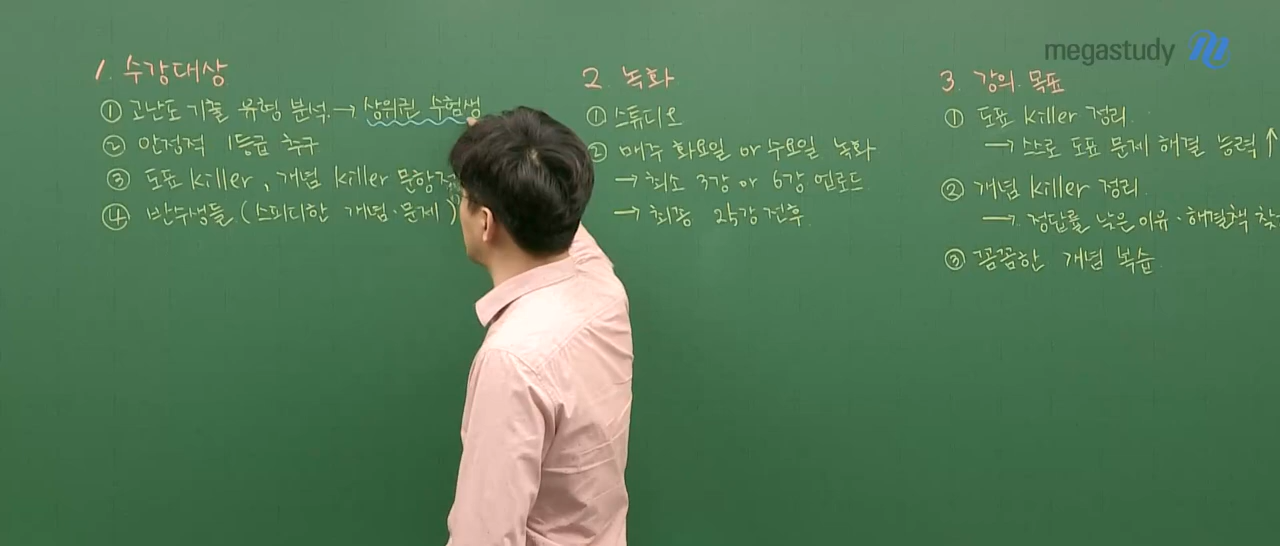 megastudy
1. 수강대상
① 고난도 기출 유형 분석 → 상위권 수험생
② 안정적 1등급 추구
③ 도표 killer, 개념 killer 문항
④ 반수생들 (스피디한 개념·문제)
2. 녹화
① 스튜디오
② 매주 화요일 or 수요일 녹화
→ 최소 3강 or 6강 업로드
→ 최종 25강 전후
3. 강의 목표
① 도표 killer 정리.
→ 스스로 도표 문제 해결 능력 ↑
② 개념 killer 정리.
→ 정답률 낮은 이유·해결책
③ 꼼꼼한 개념 복습.